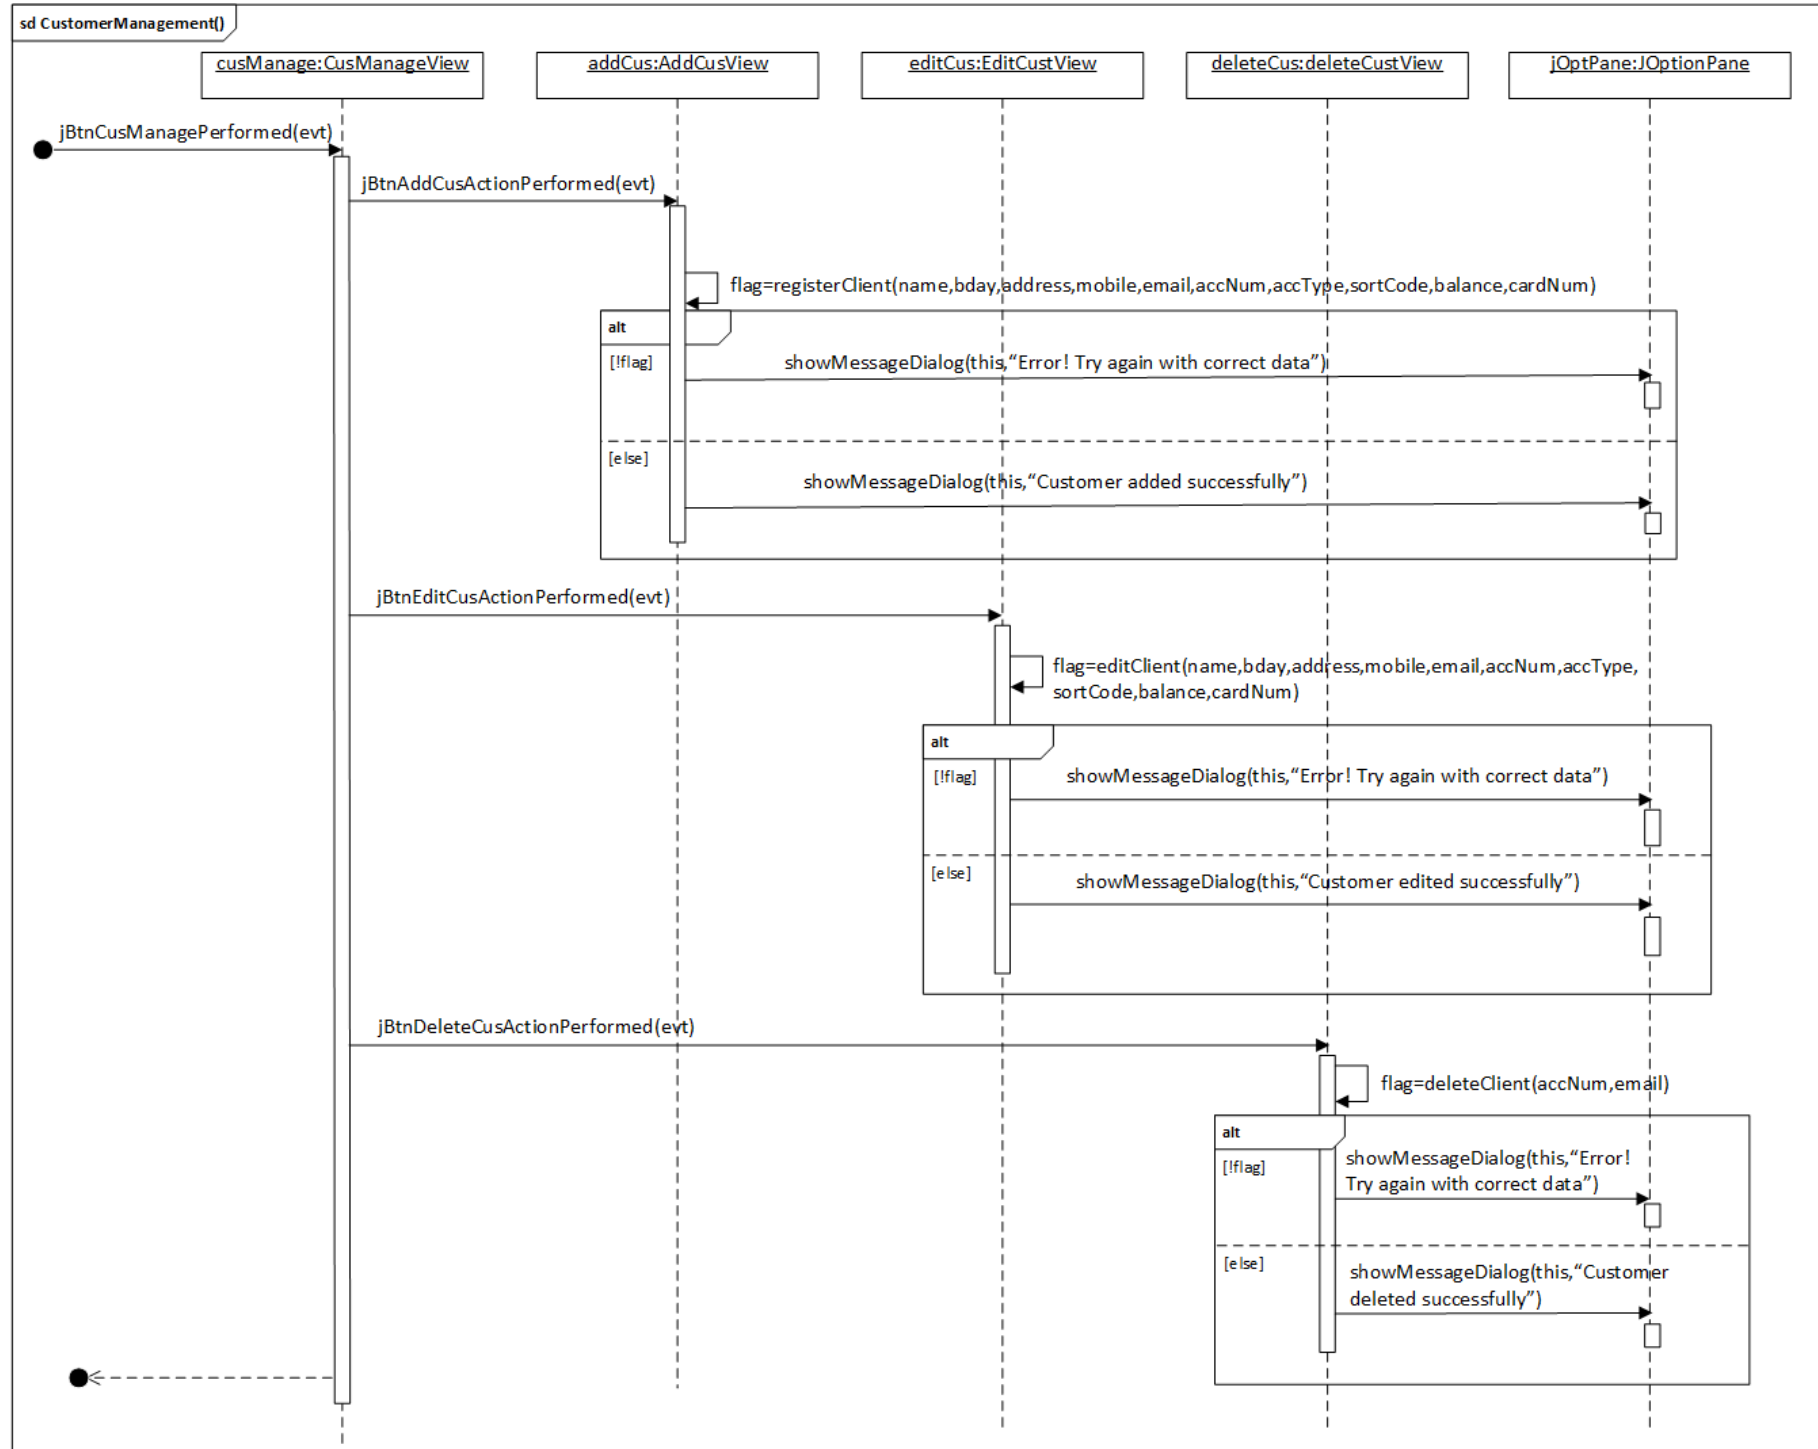 sd CustomerManagement()
cusManage:CusManageView
addCus:AddCusView
editCus:EditCustView
deleteCus:deleteCustView
jOptPane:JOptionPane
jBtnCusManagePerformed(evt)
jBtnAddCusActionPerformed(evt)
flag=registerClient(name,bday,address,mobile,email,accNum,accType,sortCode,balance,cardNum)
alt
[!flag]
showMessageDialog(this,“Error! Try again with correct data”)
[else]
showMessageDialog(this,“Customer added successfully”)
jBtnEditCusActionPerformed(evt)
flag=editClient(name,bday,address,mobile,email,accNum,accType,
sortCode,balance,cardNum)
alt
[!flag]
showMessageDialog(this,“Error! Try again with correct data”)
[else]
showMessageDialog(this,“Customer edited successfully”)
jBtnDeleteCusActionPerformed(evt)
flag=deleteClient(accNum,email)
alt
[!flag]
showMessageDialog(this,“Error!
Try again with correct data”)
[else]
showMessageDialog(this,“Customer
deleted successfully”)